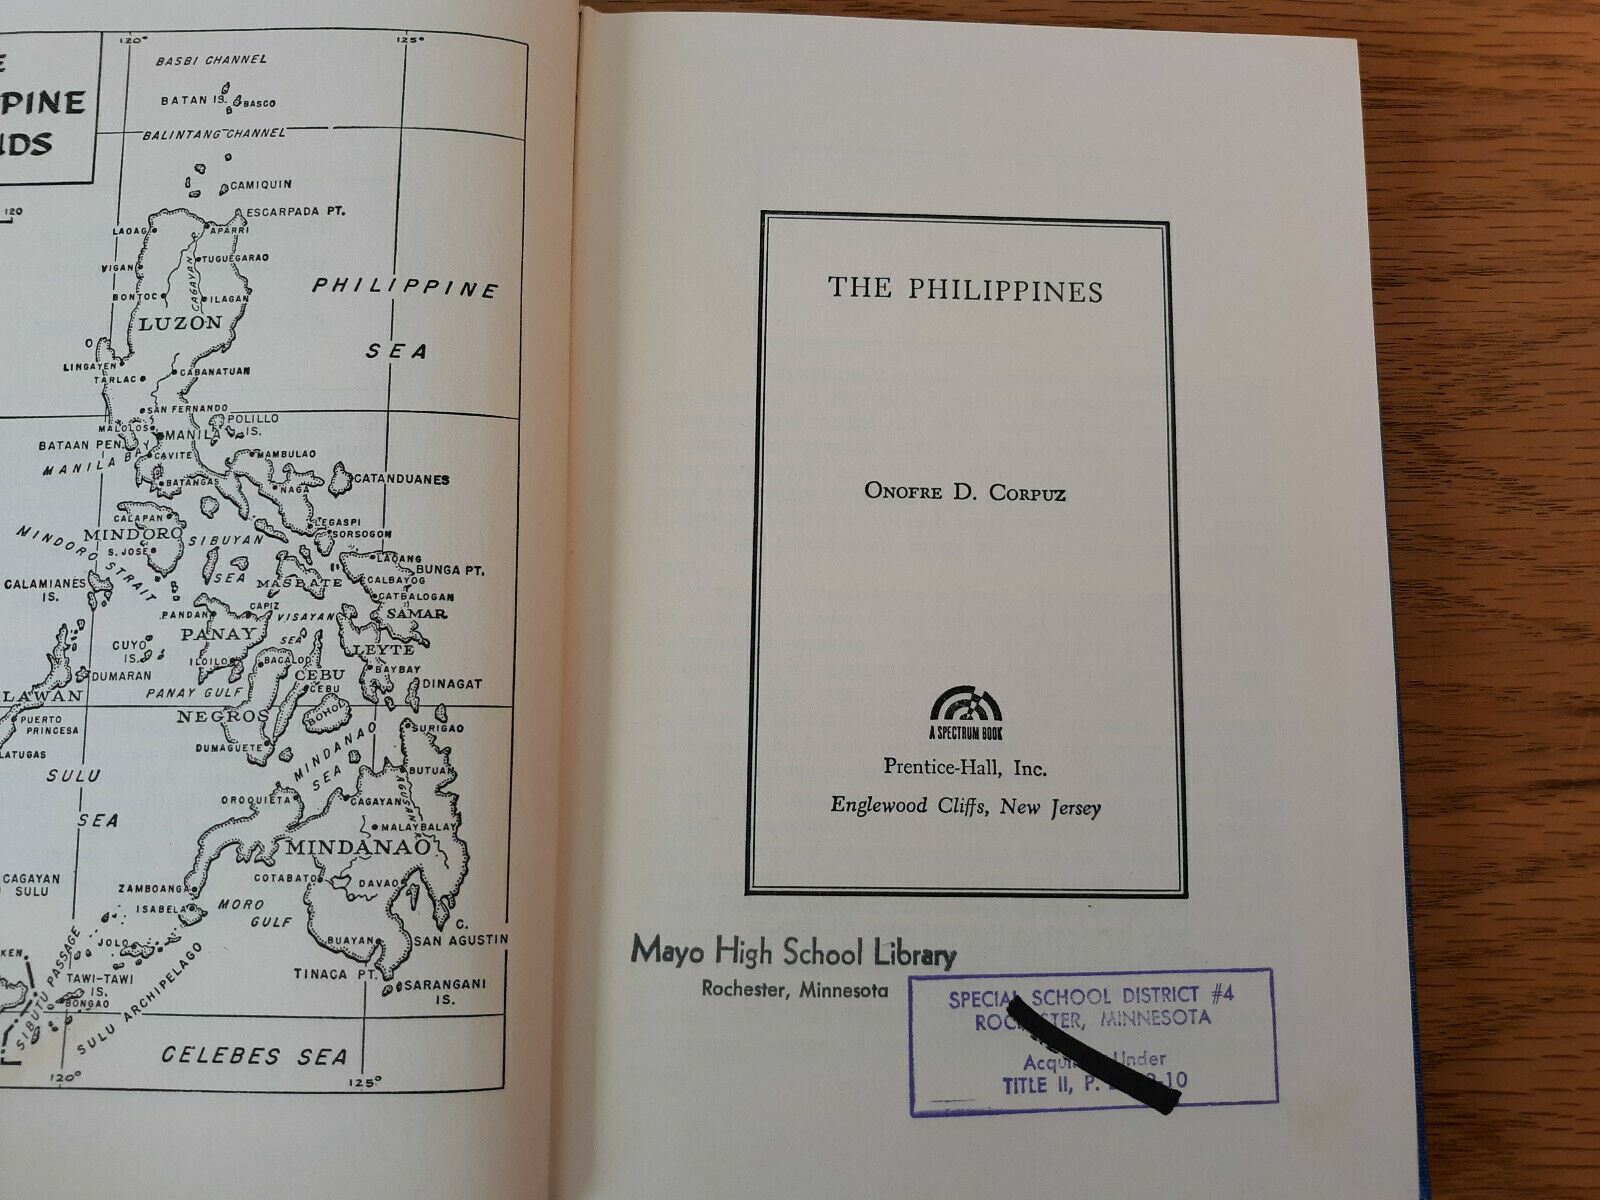 PINE
120°
125°
BASBI CHANNEL
BATAN IS.
BASCO
BALINTANG CHANNEL
CAMIQUIN
120
ESCARPADA PT.
LAOAG
APARRI
TUGUEGARAO
VIGAN
CAGAYAN
BONTOC
ILAGAN
PHILIPPINE
SEA
LUZON
LINGAYEN
TARLAC
CABANATUAN
SAN FERNANDO
POLILLO
IS.
MALOLOS
MANILA
BATAAN PEN.
MANILA BAY
CAVITE
MAMBULAO
BATANGAS
NAGA
CATANDUANES
CALAPAN
LEGASPI
SORSOGON
MINDORO
MINDORO STRAIT
S. JOSE
SIBUYAN
SEA
LAOANG
BUNGA PT.
CALAMIANES
IS.
MASBATE
CALBAYOG
CATBALOGAN
PANDAN
CAPIZ
VISAYAN
SEA
SAMAR
PANAY
CUYO
IS.
LEYTE
ILOILO
BACALOD
DUMARAN
CEBU
CEBU
BAYBAY
PANAY GULF
DINAGAT
LAWAN
NEGROS
BOHOL
PUERTO
PRINCESA
SURIGAO
DUMAGUETE
MINDANAO
SEA
LATUGAS
SULU
SEA
BUTUAN
AGUSAN
OROQUIETA
CAGAYAN
MALAYBALAY
MINDANAO
CAGAYAN
SULU
COTABATO
DAVAO
ZAMBOANGA
ISABELA
MORO
GULF
C.
SAN AGUSTIN
BUAYAN
JOLO
TINACA PT.
SARANGANI
IS.
TAWI-TAWI
IS.
BONGAO
SIBUTU PASSAGE
SULU ARCHIPELAGO
CELEBES SEA
120°
125°
THE PHILIPPINES
ONOFRE D. CORPUZ
A SPECTRUM BOOK
Prentice-Hall, Inc.
Englewood Cliffs, New Jersey
Mayo High School Library
Rochester, Minnesota
SPECIAL SCHOOL DISTRICT #4
ROCHESTER, MINNESOTA
Under
TITLE II, P.